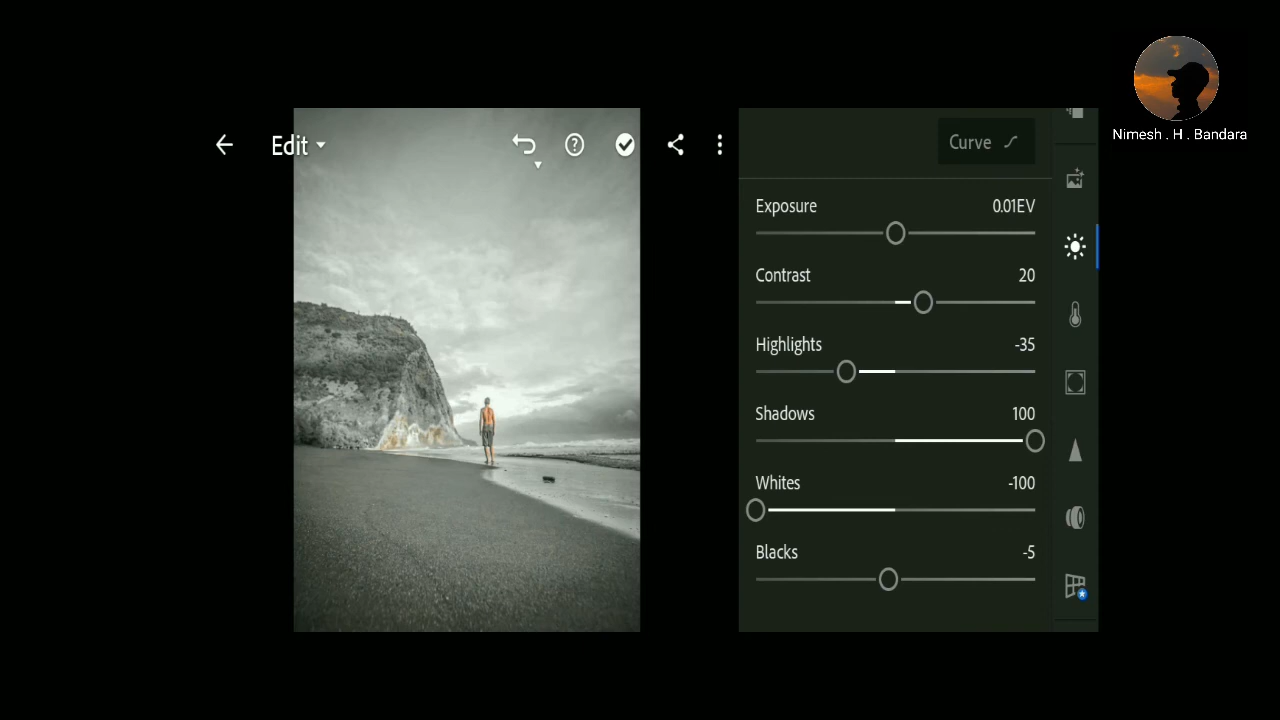 Nimesh . H . Bandara
Edit
Curve
Exposure 0.01EV
Contrast 20
Highlights -35
Shadows 100
Whites -100
Blacks -5